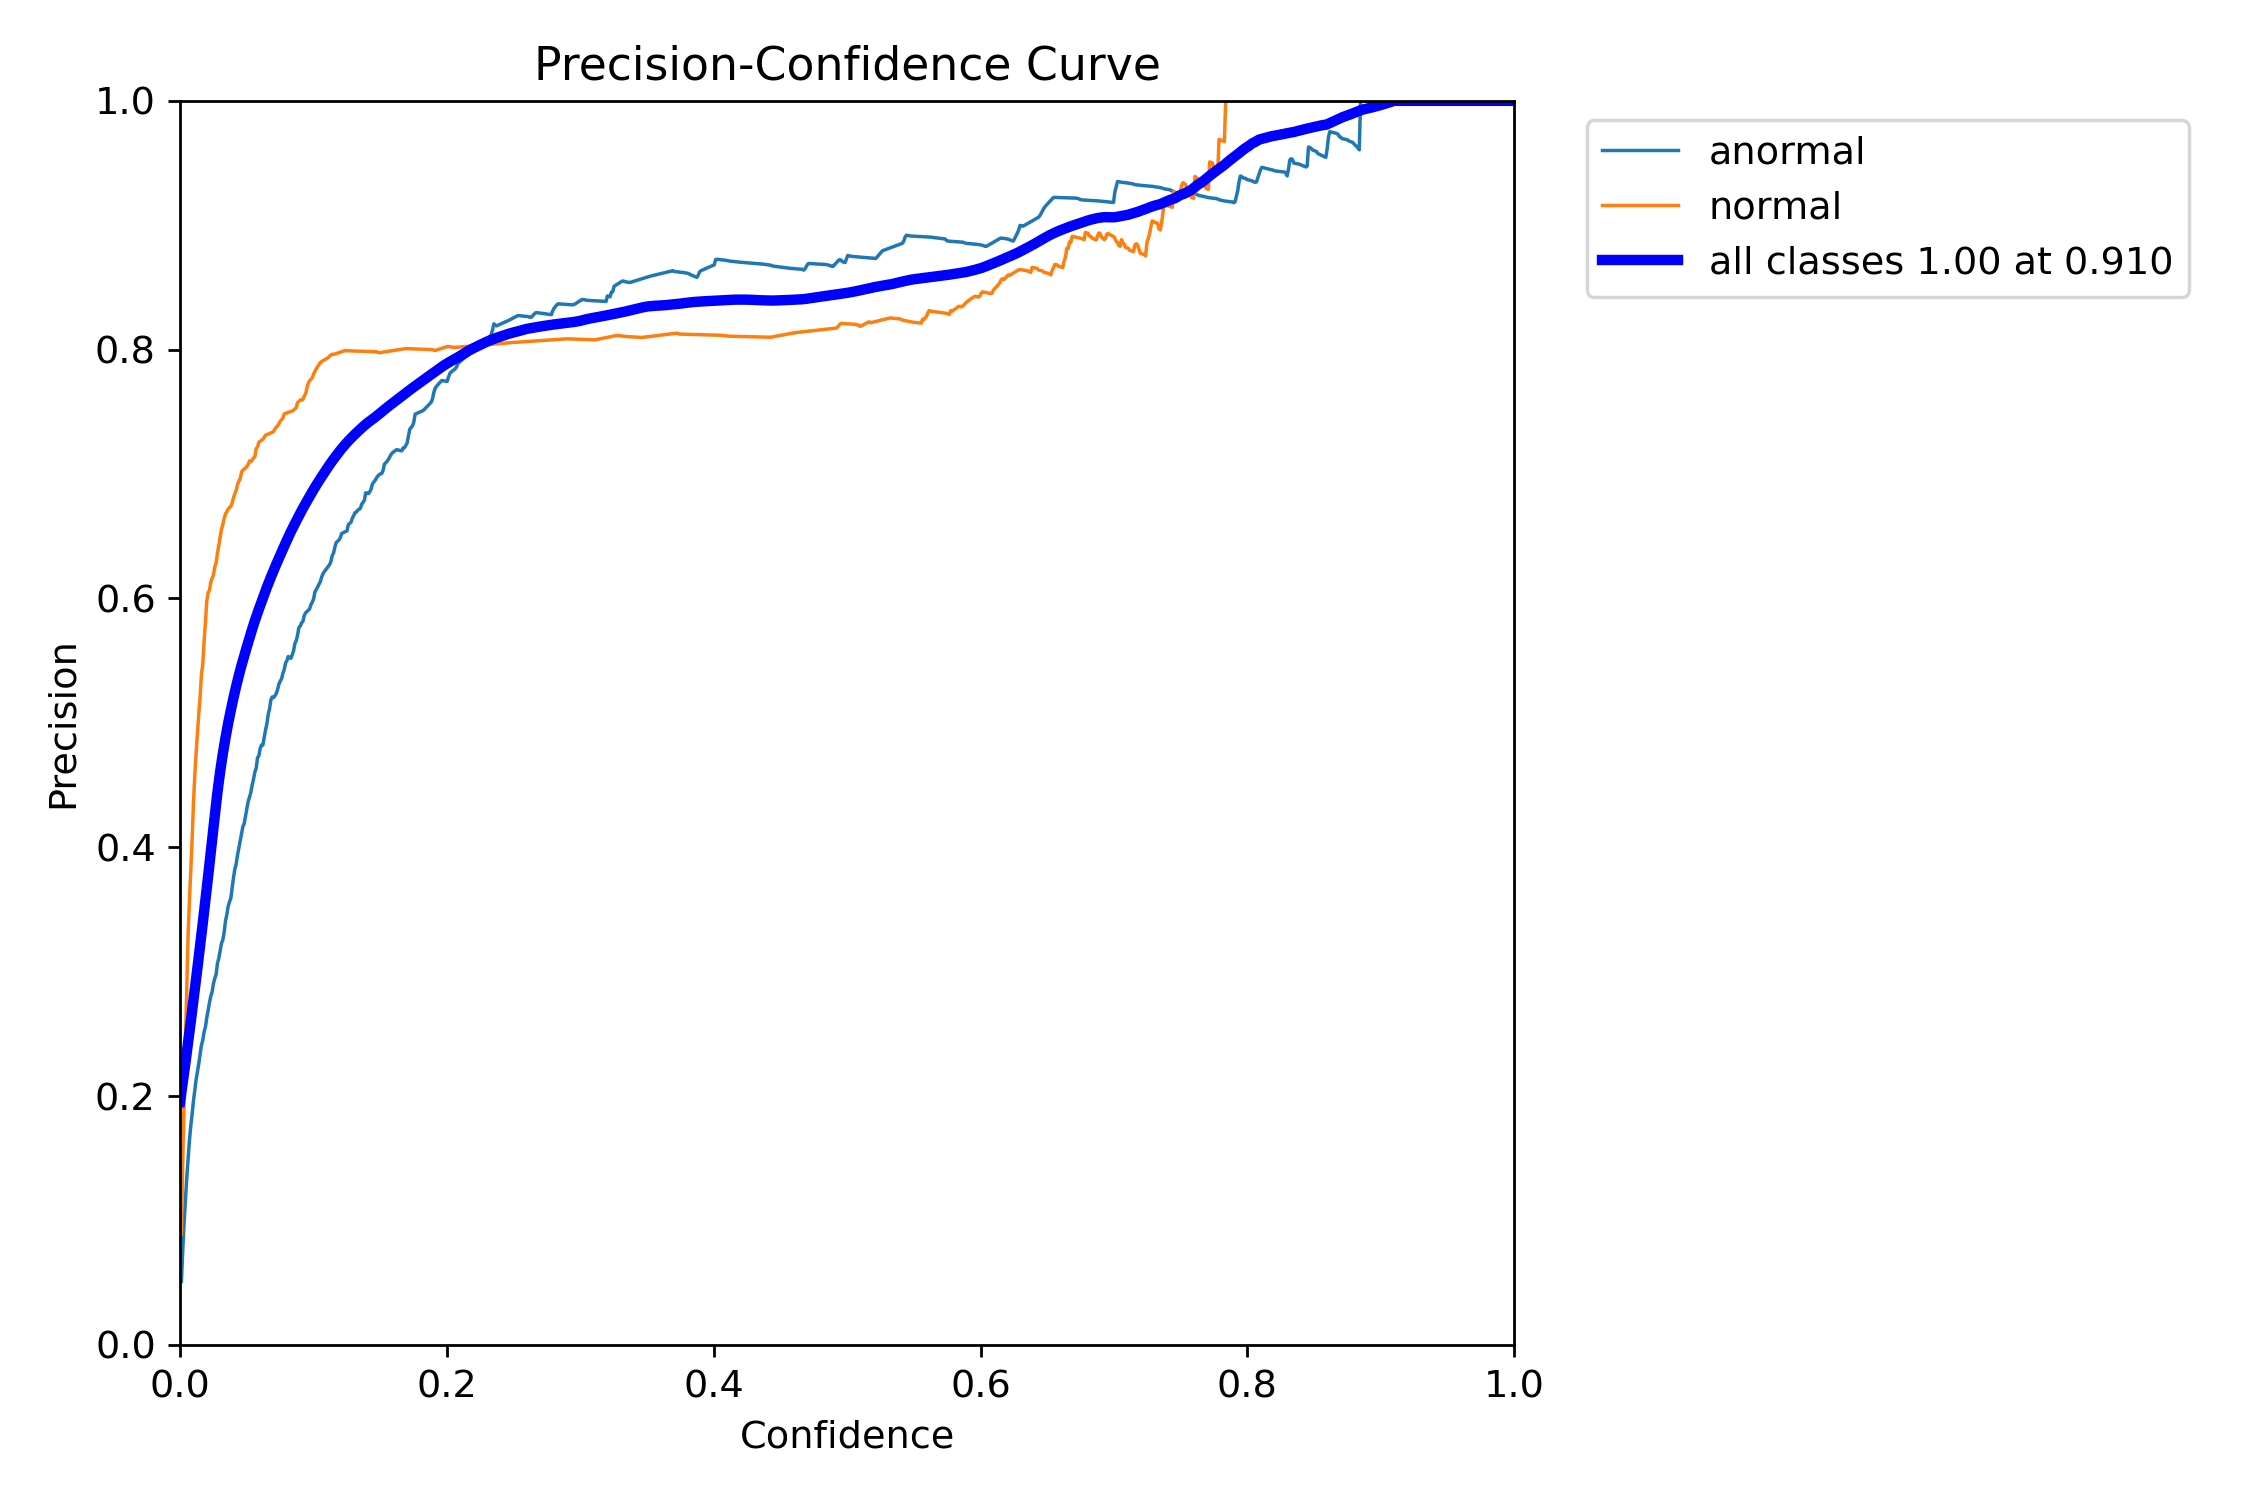 Precision-Confidence Curve
1.0
0.8
0.6
0.4
0.2
0.0
Precision
0.0 0.2 0.4 0.6 0.8 1.0
Confidence
anormal
normal
all classes 1.00 at 0.910